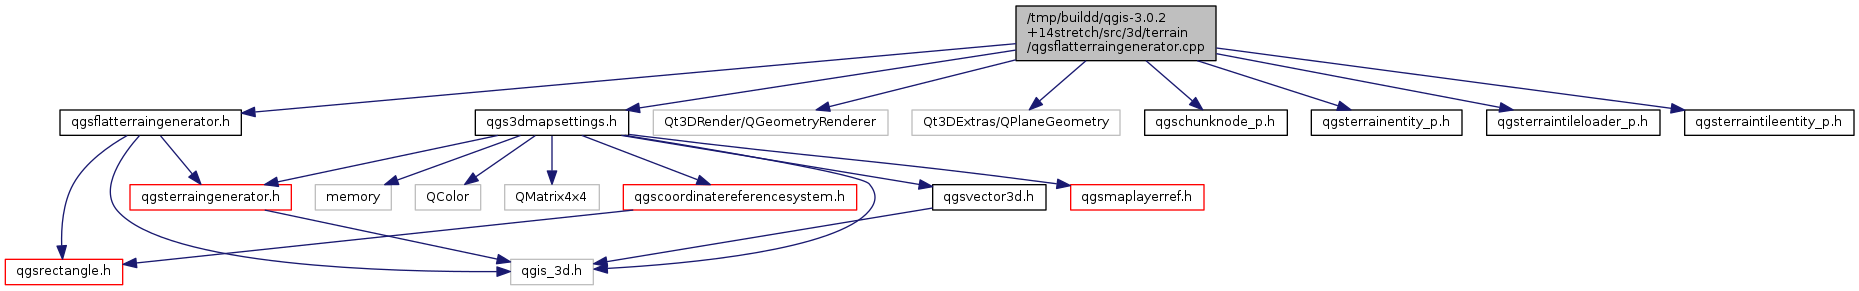 /tmp/buildd/qgis-3.0.2
+14stretch/src/3d/terrain
/qgsflatterraingenerator.cpp
qgsflatterraingenerator.h
qgs3dmapsettings.h
Qt3DRender/QGeometryRenderer
Qt3DExtras/QPlaneGeometry
qgschunknode_p.h
qgsterrainentity_p.h
qgsterraintileloader_p.h
qgsterraintileentity_p.h
qgsterraingenerator.h
memory
QColor
QMatrix4x4
qgscoordinatereferencesystem.h
qgsvector3d.h
qgsmaplayerref.h
qgsrectangle.h
qgis_3d.h